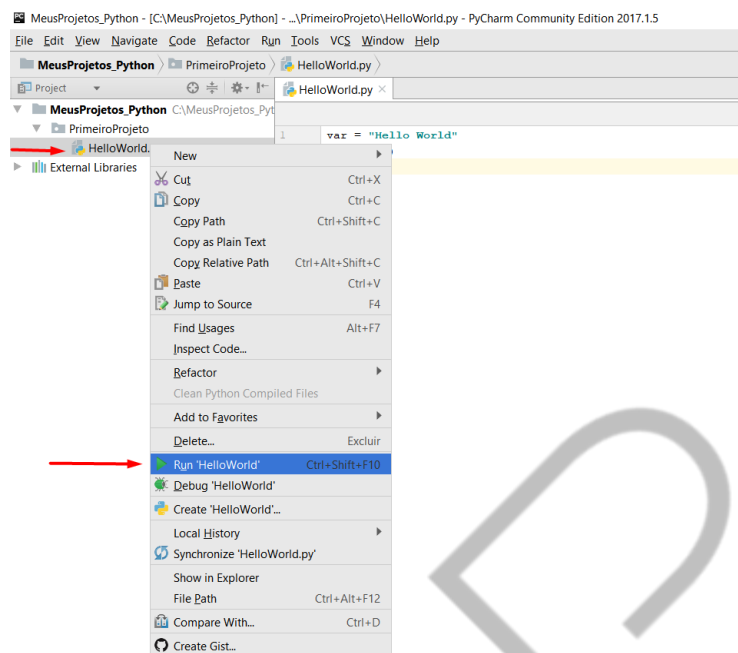 MeusProjetos_Python - [C:\MeusProjetos_Python] - ...\PrimeiroProjeto\HelloWorld.py - PyCharm Community Edition 2017.1.5
File Edit View Navigate Code Refactor Run Tools VCS Window Help
MeusProjetos_Python PrimeiroProjeto HelloWorld.py
Project HelloWorld.py
MeusProjetos_Python C:\MeusProjetos_Pyt
PrimeiroProjeto
1 var = "Hello World"
HelloWorld.
External Libraries
New
Cut Ctrl+X
Copy Ctrl+C
Copy Path Ctrl+Shift+C
Copy as Plain Text
Copy Relative Path Ctrl+Alt+Shift+C
Paste Ctrl+V
Jump to Source F4
Find Usages Alt+F7
Inspect Code...
Refactor
Clean Python Compiled Files
Add to Favorites
Delete... Excluir
Run 'HelloWorld' Ctrl+Shift+F10
Debug 'HelloWorld'
Create 'HelloWorld'...
Local History
Synchronize 'HelloWorld.py'
Show in Explorer
File Path Ctrl+Alt+F12
Compare With... Ctrl+D
Create Gist...